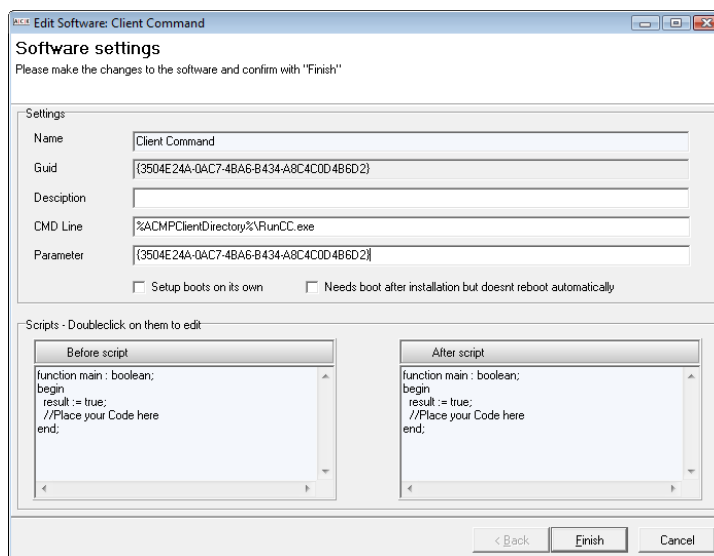 ACMP Edit Software: Client Command
Software settings
Please make the changes to the software and confirm with "Finish"
Settings
Name Client Command
Guid {3504E24A-0AC7-4BA6-B434-A8C4C0D4B6D2}
Desciption
CMD Line %ACMPClientDirectory%\RunCC.exe
Parameter {3504E24A-0AC7-4BA6-B434-A8C4C0D4B6D2}
Setup boots on its own Needs boot after installation but doesnt reboot automatically
Scripts - Doubleclick on them to edit
Before script
function main : boolean;
begin
result := true;
//Place your Code here
end;
After script
function main : boolean;
begin
result := true;
//Place your Code here
end;
< Back Finish Cancel